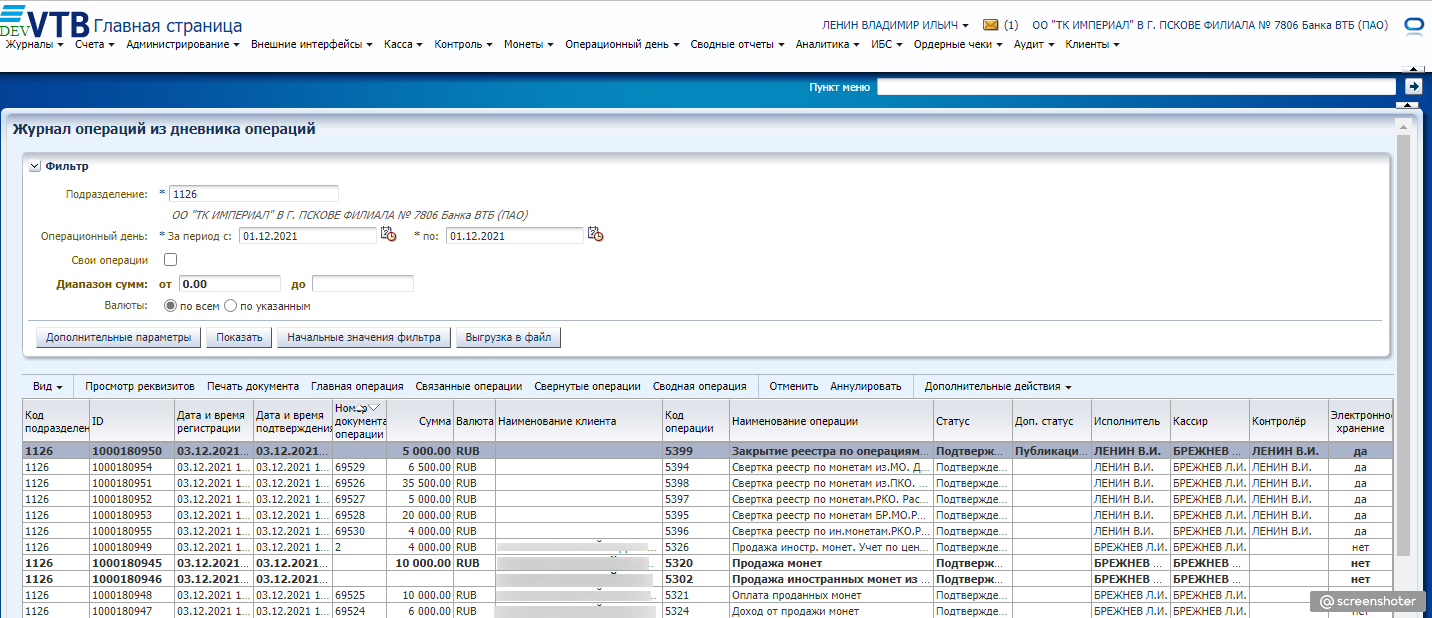 DEV VTB Главная страница ЛЕНИН ВЛАДИМИР ИЛЬИЧ (1) ОО "ТК ИМПЕРИАЛ" В Г. ПСКОВЕ ФИЛИАЛА № 7806 Банка ВТБ (ПАО)
Журналы Счета Администрирование Внешние интерфейсы Касса Контроль Монеты Операционный день Сводные отчеты Аналитика ИБС Ордерные чеки Аудит Клиенты
Пункт меню
Журнал операций из дневника операций
Фильтр
Подразделение: * 1126
ОО "ТК ИМПЕРИАЛ" В Г. ПСКОВЕ ФИЛИАЛА № 7806 Банка ВТБ (ПАО)
Операционный день: * За период с: 01.12.2021 * по: 01.12.2021
Свои операции
Диапазон сумм: от 0.00 до
Валюты: по всем по указанным
Дополнительные параметры Показать Начальные значения фильтра Выгрузка в файл
Вид Просмотр реквизитов Печать документа Главная операция Связанные операции Свернутые операции Сводная операция Отменить Аннулировать Дополнительные действия
Код подразделен ID Дата и время регистрации Дата и время подтверждения Номер документа операции Сумма Валюта Наименование клиента Код операции Наименование операции Статус Доп. статус Исполнитель Кассир Контролёр Электронно хранение
1126 1000180950 03.12.2021... 03.12.2021... 5 000.00 RUB 5399 Закрытие реестра по операциям... Подтверж... Публикаци... ЛЕНИН В.И. БРЕЖНЕВ ... ЛЕНИН В.И. да
1126 1000180954 03.12.2021 1... 03.12.2021 1... 69529 6 500.00 RUB 5394 Свертка реестр по монетам из.МО. Д... Подтвержде... ЛЕНИН В.И. БРЕЖНЕВ Л.И. ЛЕНИН В.И. да
1126 1000180951 03.12.2021 1... 03.12.2021 1... 69526 35 500.00 RUB 5398 Свертка реестр по монетам из.ПКО. ... Подтвержде... ЛЕНИН В.И. БРЕЖНЕВ Л.И. ЛЕНИН В.И. да
1126 1000180952 03.12.2021 1... 03.12.2021 1... 69527 5 000.00 RUB 5397 Свертка реестр по монетам.РКО. Рас... Подтвержде... ЛЕНИН В.И. БРЕЖНЕВ Л.И. ЛЕНИН В.И. да
1126 1000180953 03.12.2021 1... 03.12.2021 1... 69528 20 000.00 RUB 5395 Свертка реестр по монетам БР.МО.Р... Подтвержде... ЛЕНИН В.И. БРЕЖНЕВ Л.И. ЛЕНИН В.И. да
1126 1000180955 03.12.2021 1... 03.12.2021 1... 69530 4 000.00 RUB 5396 Свертка реестр по ин.монетам.РКО.Р... Подтвержде... ЛЕНИН В.И. БРЕЖНЕВ Л.И. ЛЕНИН В.И. да
1126 1000180949 03.12.2021 1... 03.12.2021 1... 2 4 000.00 RUB ... 5326 Продажа иностр. монет. Учет по цен... Подтвержде... БРЕЖНЕВ Л.И. БРЕЖНЕВ Л.И. нет
1126 1000180945 03.12.2021... 03.12.2021... 10 000.00 RUB 5320 Продажа монет Подтверж... БРЕЖНЕВ ... БРЕЖНЕВ ... нет
1126 1000180946 03.12.2021... 03.12.2021... 5302 Продажа иностранных монет из ... Подтверж... БРЕЖНЕВ ... БРЕЖНЕВ ... нет
1126 1000180948 03.12.2021 1... 03.12.2021 1... 69525 10 000.00 RUB ... 5321 Оплата проданных монет Подтвержде... БРЕЖНЕВ Л.И. БРЕЖНЕВ Л.И.
1126 1000180947 03.12.2021 1... 03.12.2021 1... 69524 6 000.00 RUB 5324 Доход от продажи монет Подтвержде... БРЕЖНЕВ Л.И. БРЕЖНЕВ Л.И.
@screenshoter